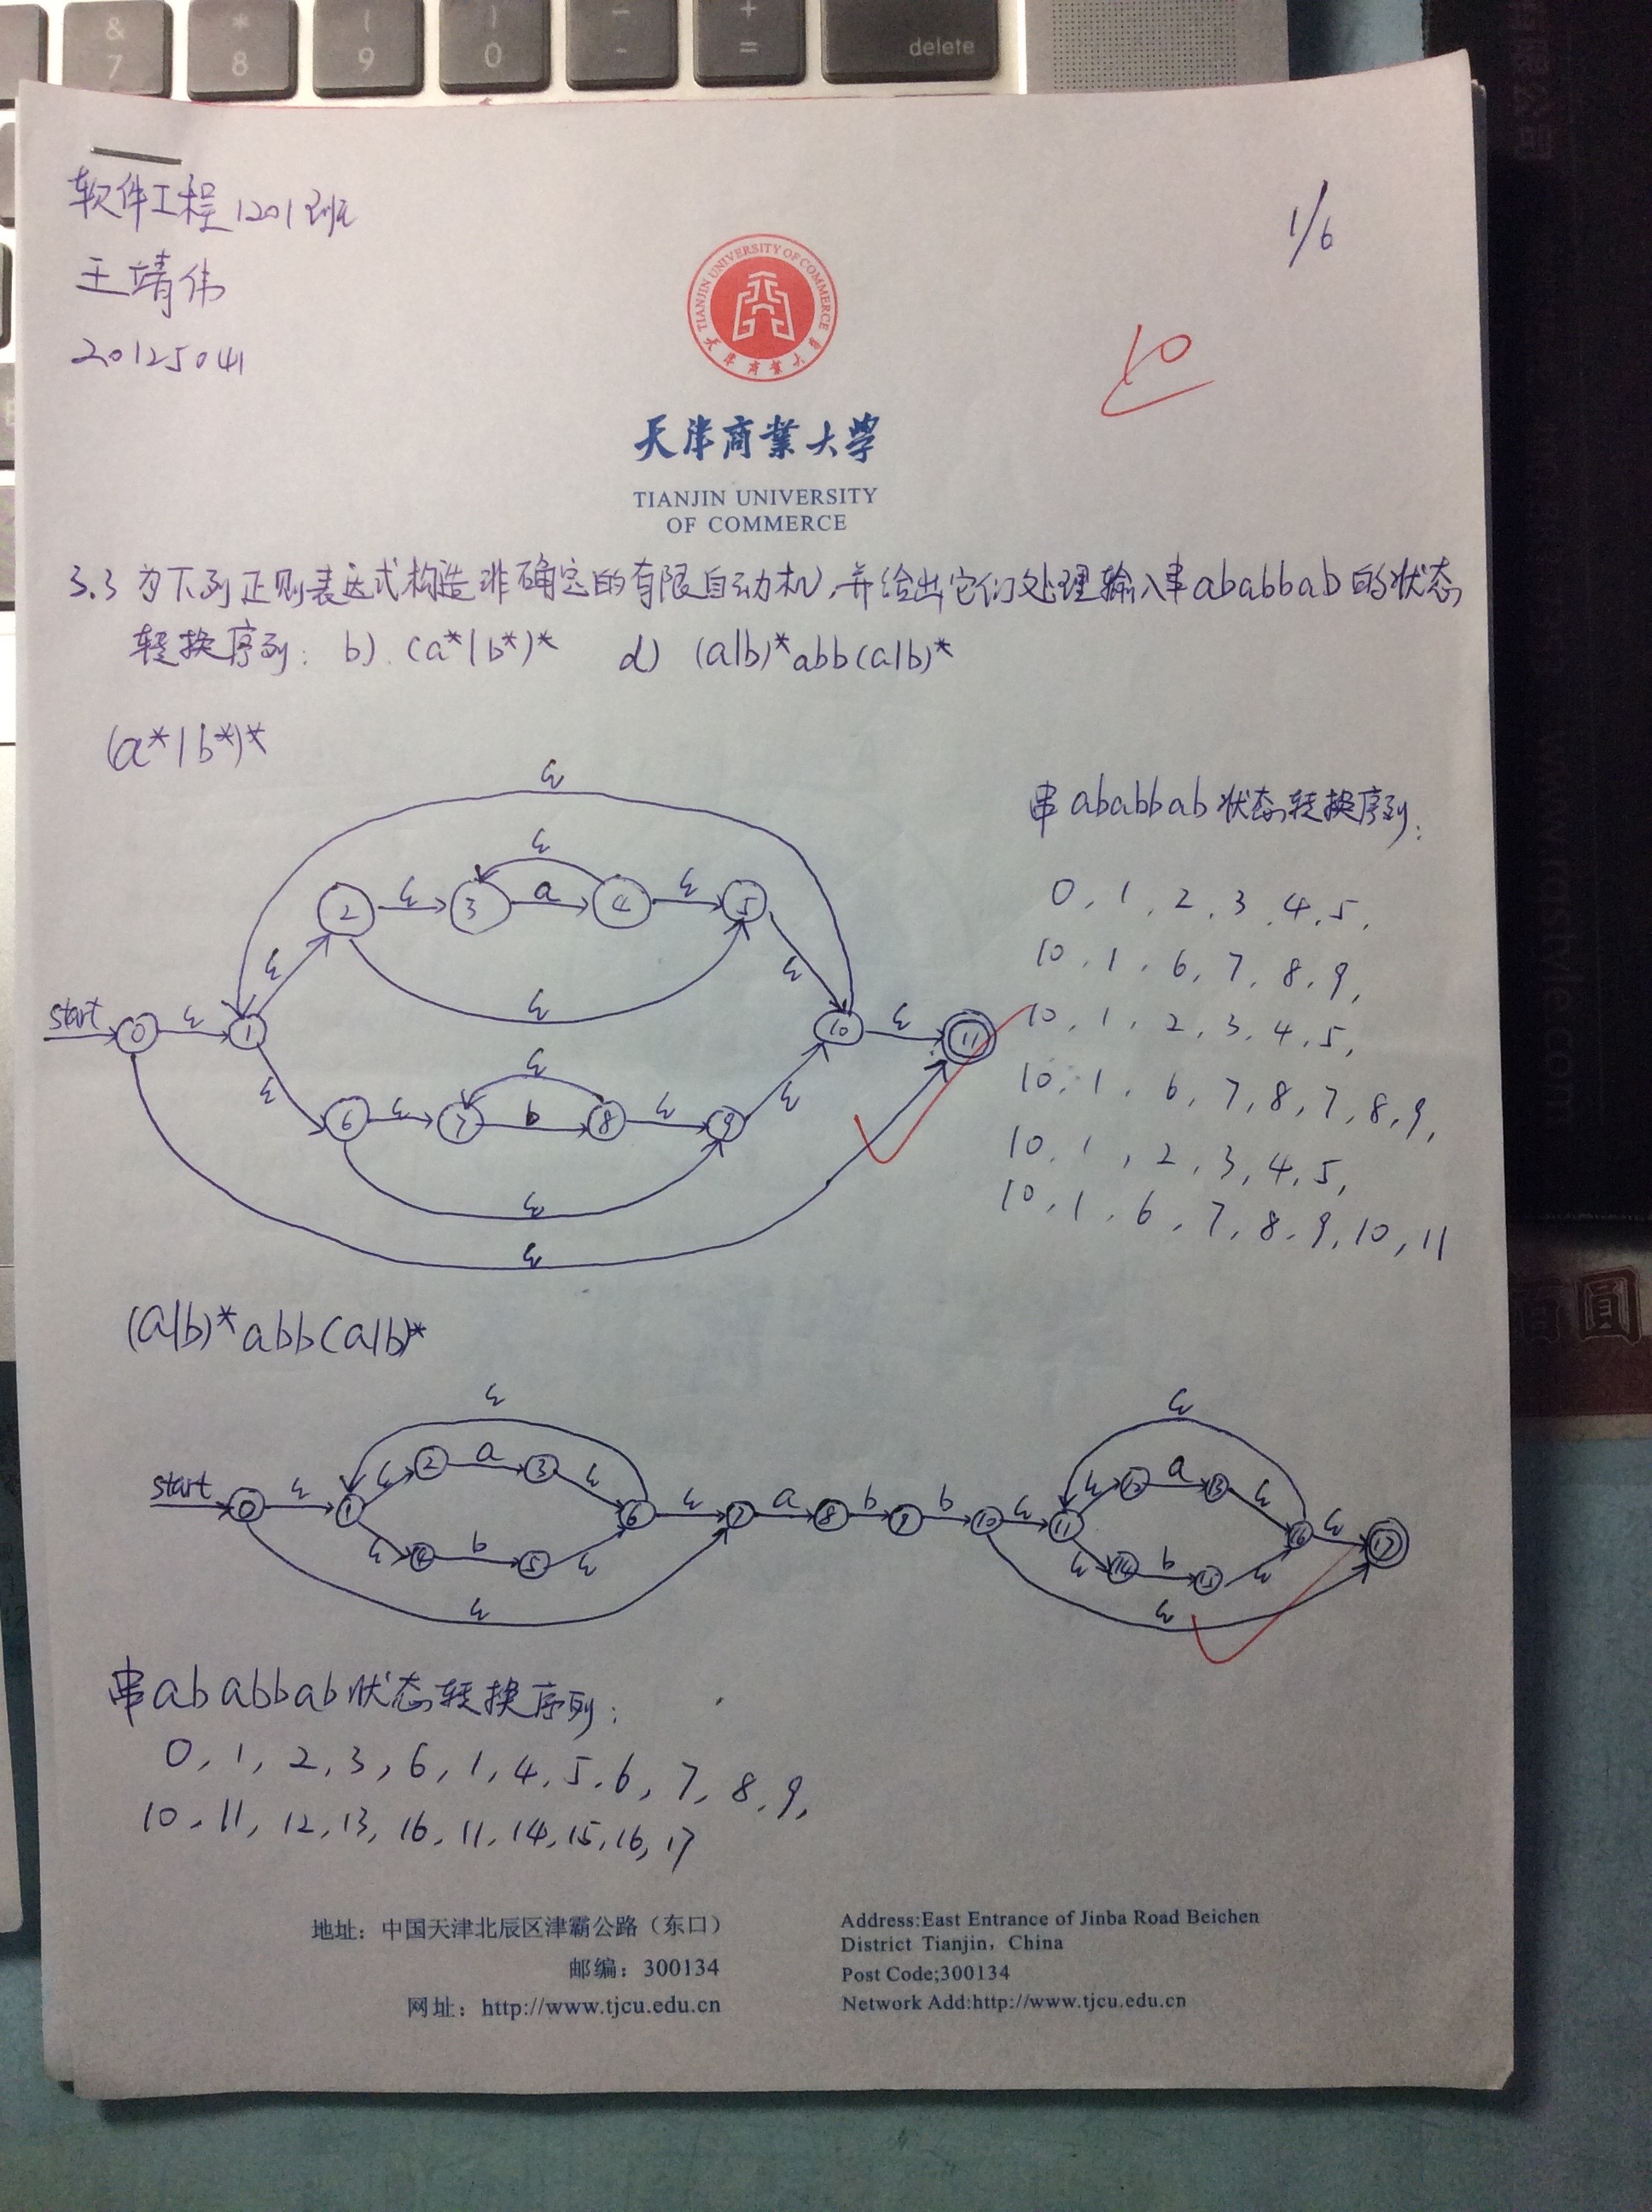 & 7
* 8
( 9
) 0
- -
+ =
delete
软件工程1201班
王靖伟
20125041
1/6
10
TIANJIN UNIVERSITY OF COMMERCE
天津商業大學
天津商業大學
TIANJIN UNIVERSITY
OF COMMERCE
3.3 为下列正则表达式构造非确定的有限自动机,并给出它们处理输入串ababbab的状态
转换序列: b) (a*|b*)* d) (a|b)*abb(a|b)*
(a*|b*)*
ε
ε
2 ε 3 a 4 ε 5
ε ε ε
start 0 ε 1 10 ε 11
ε ε ε
6 ε 7 b 8 ε 9
ε
ε
串ababbab状态转换序列:
0, 1, 2, 3, 4, 5,
10, 1, 6, 7, 8, 9,
10, 1, 2, 3, 4, 5,
10, 1, 6, 7, 8, 7, 8, 9,
10, 1, 2, 3, 4, 5,
10, 1, 6, 7, 8, 9, 10, 11
(a|b)*abb(a|b)*
ε ε
ε 2 a 3 ε ε 12 a 13 ε
start 0 ε 1 6 ε 7 a 8 b 9 b 10 ε 11 16 ε 17
ε 4 b 5 ε ε 14 b 15 ε
ε ε
串ababbab状态转换序列:
0, 1, 2, 3, 6, 1, 4, 5, 6, 7, 8, 9,
10, 11, 12, 13, 16, 11, 14, 15, 16, 17
地址:中国天津北辰区津霸公路(东口)
邮编:300134
网址:http://www.tjcu.edu.cn
Address:East Entrance of Jinba Road Beichen
District Tianjin, China
Post Code;300134
Network Add:http://www.tjcu.edu.cn
百圓